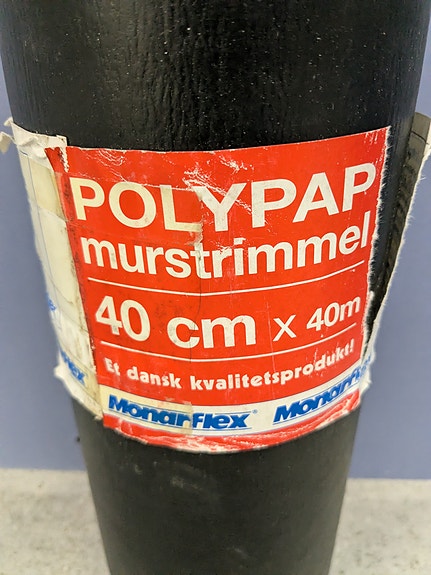 POLYPAP
murstrimmel
40 cm x 40m
Et dansk kvalitetsprodukt!
Monarflex® Monarflex